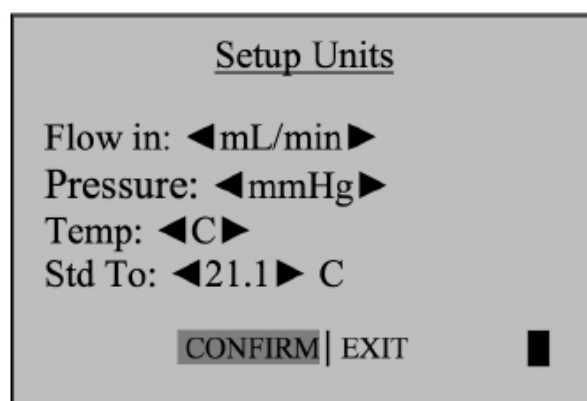 Setup Units
Flow in: ◀mL/min▶
Pressure: ◀mmHg▶
Temp: ◀C▶
Std To: ◀21.1▶ C
CONFIRM| EXIT